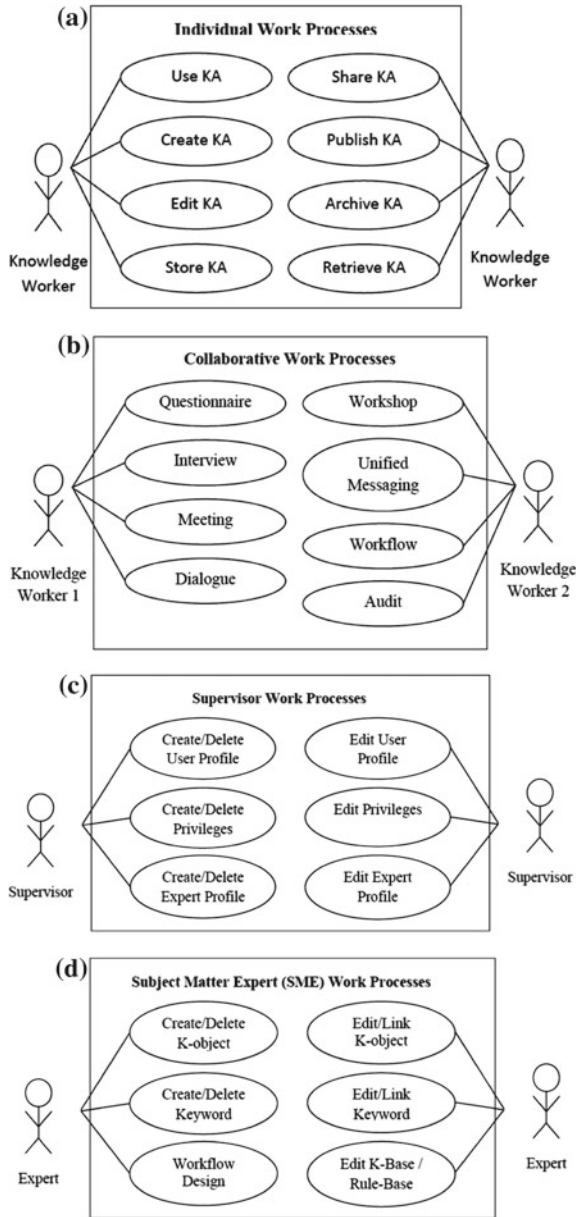 (a)
Individual Work Processes
Use KA
Share KA
Create KA
Publish KA
Edit KA
Archive KA
Store KA
Retrieve KA
Knowledge
Worker
Knowledge
Worker
(b)
Collaborative Work Processes
Questionnaire
Workshop
Interview
Unified
Messaging
Meeting
Workflow
Dialogue
Audit
Knowledge
Worker 1
Knowledge
Worker 2
(c)
Supervisor Work Processes
Create/Delete
User Profile
Edit User
Profile
Create/Delete
Privileges
Edit Privileges
Create/Delete
Expert Profile
Edit Expert
Profile
Supervisor
Supervisor
(d)
Subject Matter Expert (SME) Work Processes
Create/Delete
K-object
Edit/Link
K-object
Create/Delete
Keyword
Edit/Link
Keyword
Workflow
Design
Edit K-Base /
Rule-Base
Expert
Expert